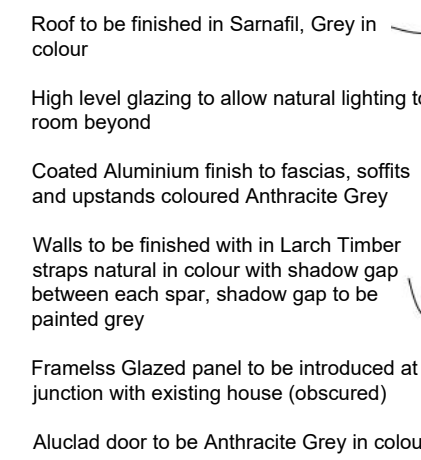 Roof to be finished in Sarnafil, Grey in
colour
High level glazing to allow natural lighting to
room beyond
Coated Aluminium finish to fascias, soffits
and upstands coloured Anthracite Grey
Walls to be finished with in Larch Timber
straps natural in colour with shadow gap
between each spar, shadow gap to be
painted grey
Framelss Glazed panel to be introduced at
junction with existing house (obscured)
Aluclad door to be Anthracite Grey in colou